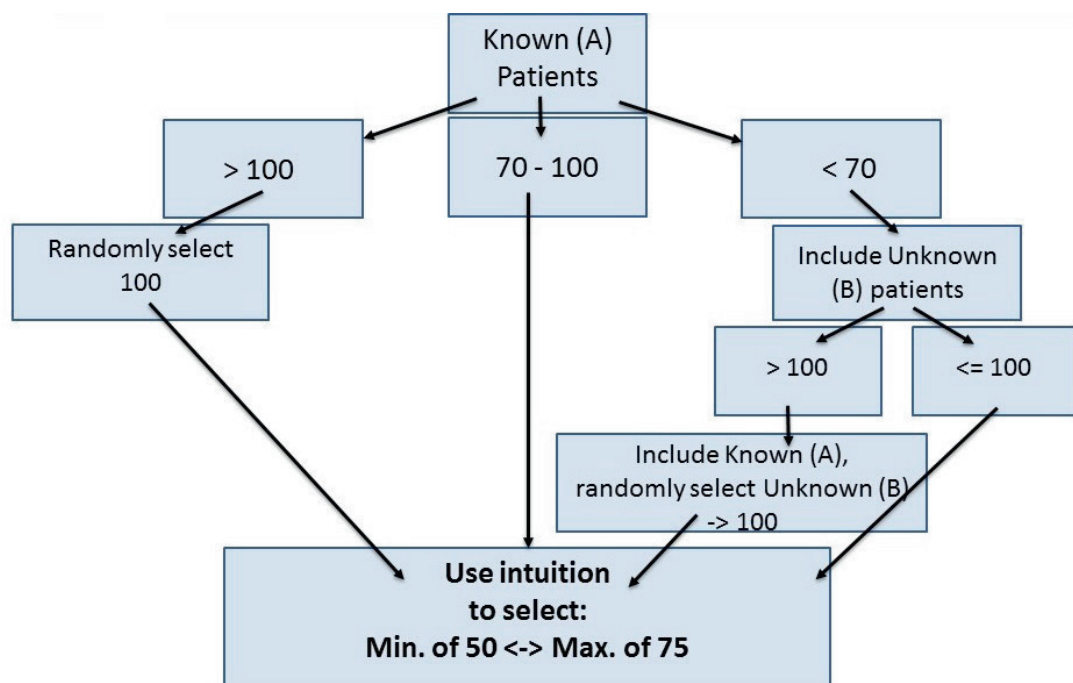 Known (A)
Patients
> 100
70 - 100
< 70
Randomly select
100
Include Unknown
(B) patients
> 100
<= 100
Include Known (A),
randomly select Unknown (B)
-> 100
Use intuition
to select:
Min. of 50 <-> Max. of 75